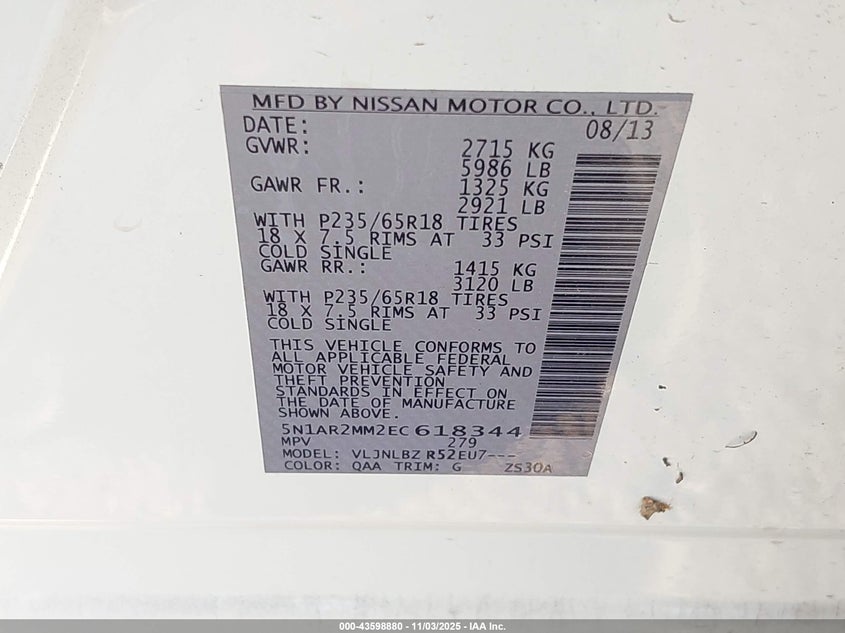 MFD BY NISSAN MOTOR CO., LTD.
DATE: 08/13
GVWR: 2715 KG
5986 LB
GAWR FR.: 1325 KG
2921 LB
WITH P235/65R18 TIRES
18 X 7.5 RIMS AT 33 PSI
COLD SINGLE
GAWR RR.: 1415 KG
3120 LB
WITH P235/65R18 TIRES
18 X 7.5 RIMS AT 33 PSI
COLD SINGLE
THIS VEHICLE CONFORMS TO
ALL APPLICABLE FEDERAL
MOTOR VEHICLE SAFETY AND
THEFT PREVENTION
STANDARDS IN EFFECT ON
THE DATE OF MANUFACTURE
SHOWN ABOVE.
5N1AR2MM2EC618344
MPV 279
MODEL: VLJNLBZ R52EU7---
COLOR: QAA TRIM: G ZS30A
000-43598880 - 11/03/2025 - IAA Inc.